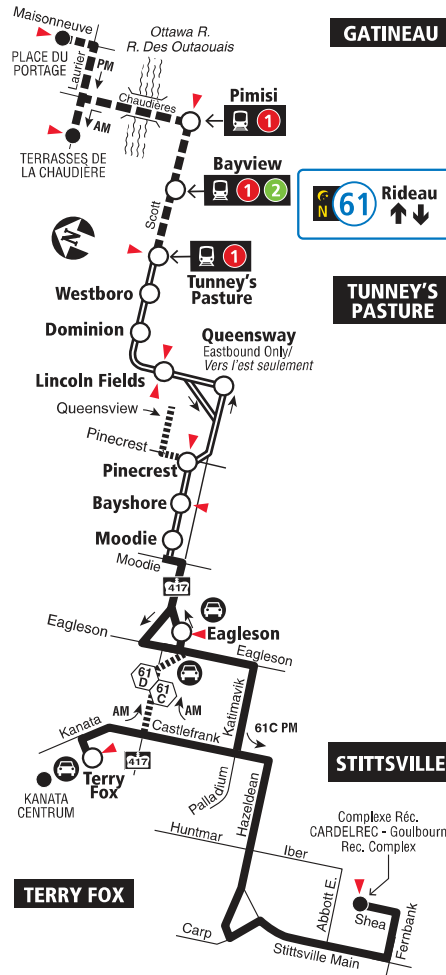 Maisonneuve
Ottawa R.
R. Des Outaouais
GATINEAU
PLACE DU
PORTAGE
Laurier
PM
Chaudières
AM
Pimisi
1
TERRASSES DE
LA CHAUDIÈRE
Bayview
1 2
N 61 Rideau
Scott
N
1
Tunney's
Pasture
TUNNEY'S
PASTURE
Westboro
Dominion
Queensway
Eastbound Only/
Vers l'est seulement
Lincoln Fields
Queensview
Pinecrest
Pinecrest
Bayshore
Moodie
Moodie
417
Eagleson
Eagleson
Eagleson
61
D
61
C
AM
AM
Katimavik
61C PM
Kanata
Castlefrank
417
Terry
Fox
KANATA
CENTRUM
Palladium
Hazeldean
STITTSVILLE
Complexe Réc.
CARDELREC - Goulbourn
Rec. Complex
Huntmar
Iber
Abbott E.
Shea
Fernbank
TERRY FOX
Carp
Stittsville Main